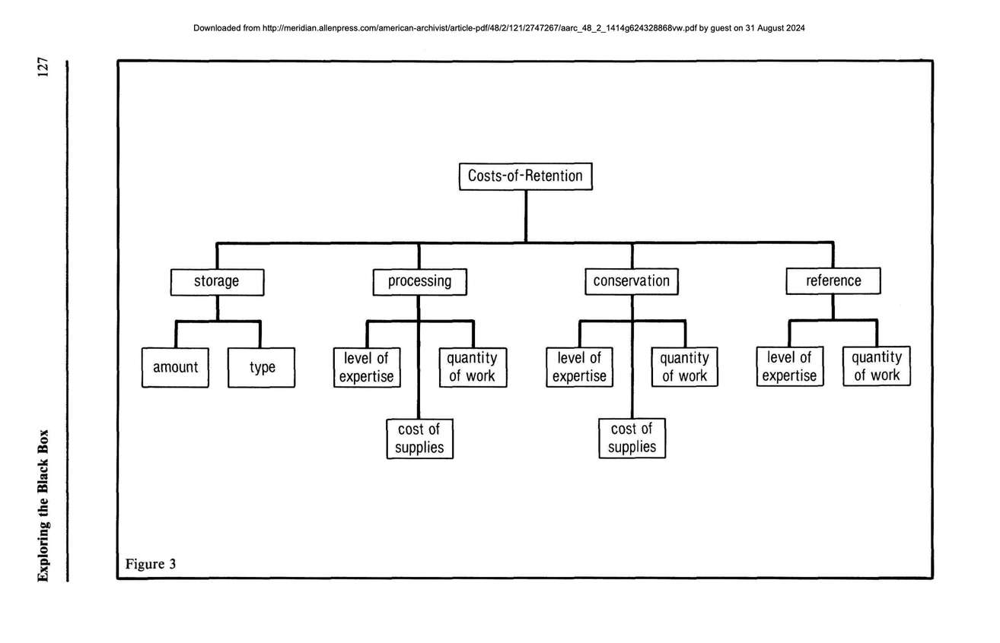 Downloaded from http://meridian.allenpress.com/american-archivist/article-pdf/48/2/121/2747267/aarc_48_2_1414g624328868vw.pdf by guest on 31 August 2024
Exploring the Black Box
127
Costs-of-Retention
storage
processing
conservation
reference
amount
type
level of
expertise
quantity
of work
level of
expertise
quantity
of work
level of
expertise
quantity
of work
cost of
supplies
cost of
supplies
Figure 3